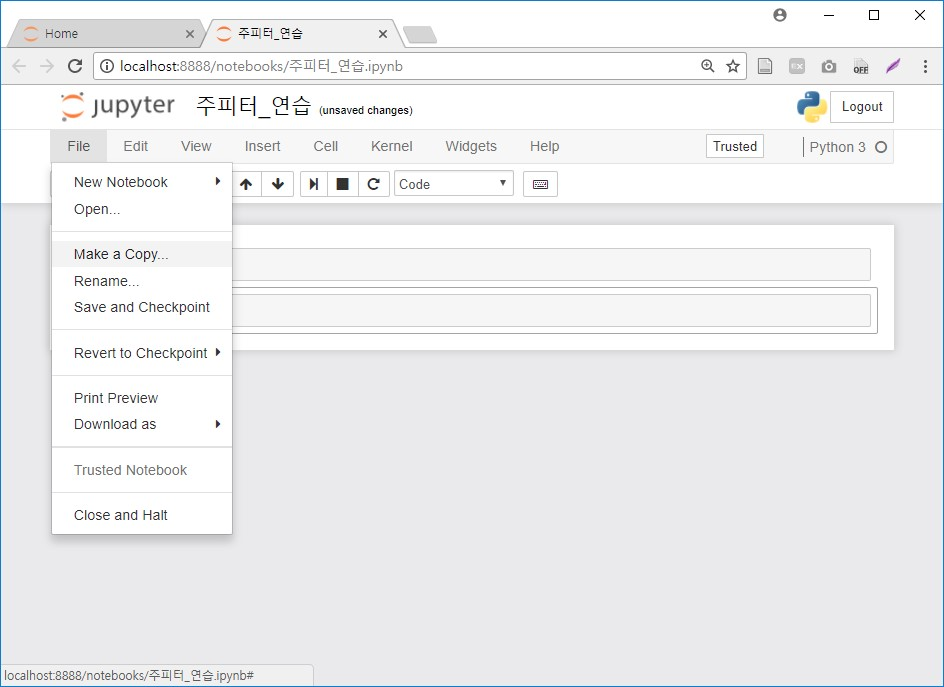 Home
주피터_연습
localhost:8888/notebooks/주피터_연습.ipynb
OFF
jupyter 주피터_연습 (unsaved changes)
Logout
File Edit View Insert Cell Kernel Widgets Help Trusted Python 3
Code
New Notebook
Open...
Make a Copy...
Rename...
Save and Checkpoint
Revert to Checkpoint
Print Preview
Download as
Trusted Notebook
Close and Halt
localhost:8888/notebooks/주피터_연습.ipynb#